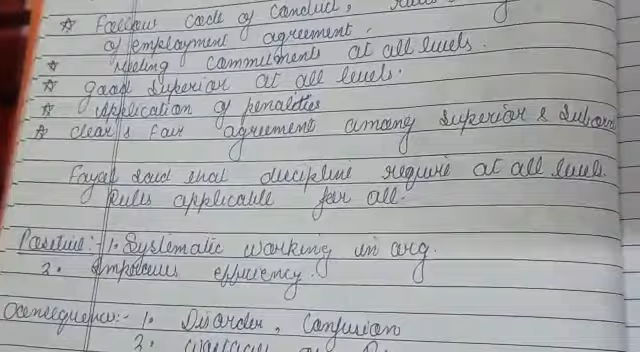 ☆ Follow code of conduct,
of employment agreement.
☆ Meeting commitments at all levels.
☆ good superior at all levels.
☆ Application of penalties
☆ clear & fair agreement among superior & subord
Fayol said that discipline require at all levels.
Rules applicable for all.
Positive:- 1. Systematic working in org.
2. Improves efficiency.
Consequence:- 1. Disorder, Confusion
2.